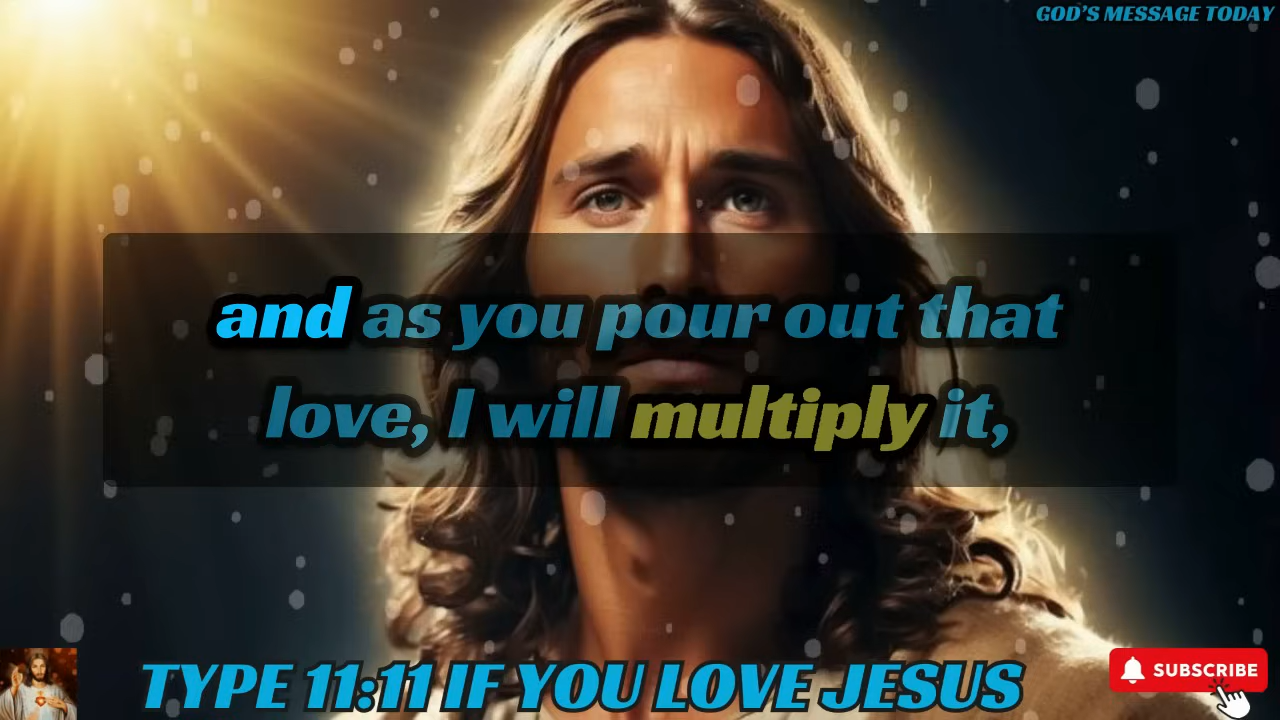 GOD'S MESSAGE TODAY
and as you pour out that
love, I will multiply it,
TYPE 11:11 IF YOU LOVE JESUS
SUBSCRIBE